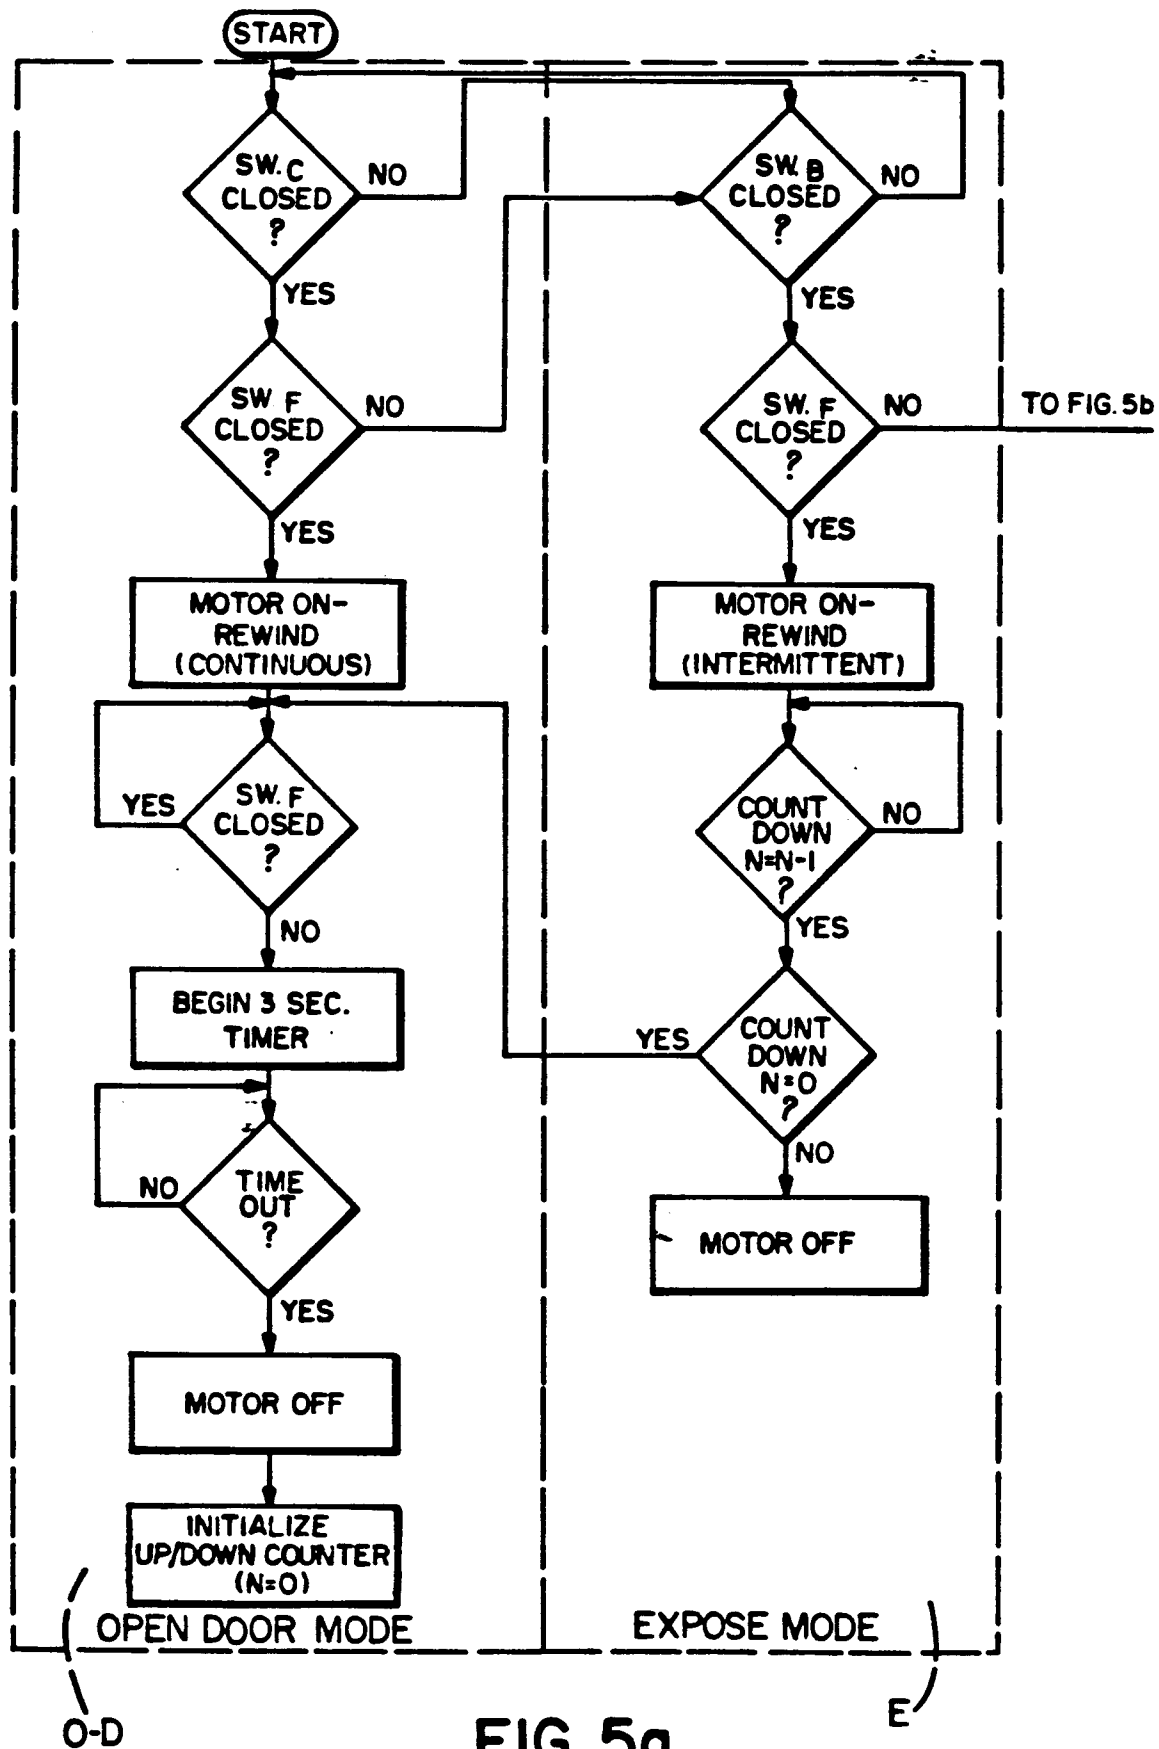 START
SW. C
CLOSED
?
NO
YES
SW. F
CLOSED
?
NO
YES
MOTOR ON-
REWIND
(CONTINUOUS)
SW. F
CLOSED
?
YES
NO
BEGIN 3 SEC.
TIMER
TIME
OUT
?
NO
YES
MOTOR OFF
INITIALIZE
UP/DOWN COUNTER
(N=0)
OPEN DOOR MODE
O-D
SW. B
CLOSED
?
NO
YES
SW. F
CLOSED
?
NO
TO FIG. 5b
YES
MOTOR ON-
REWIND
(INTERMITTENT)
COUNT
DOWN
N=N-1
?
NO
YES
COUNT
DOWN
N=0
?
YES
NO
MOTOR OFF
EXPOSE MODE
E
FIG. 5a